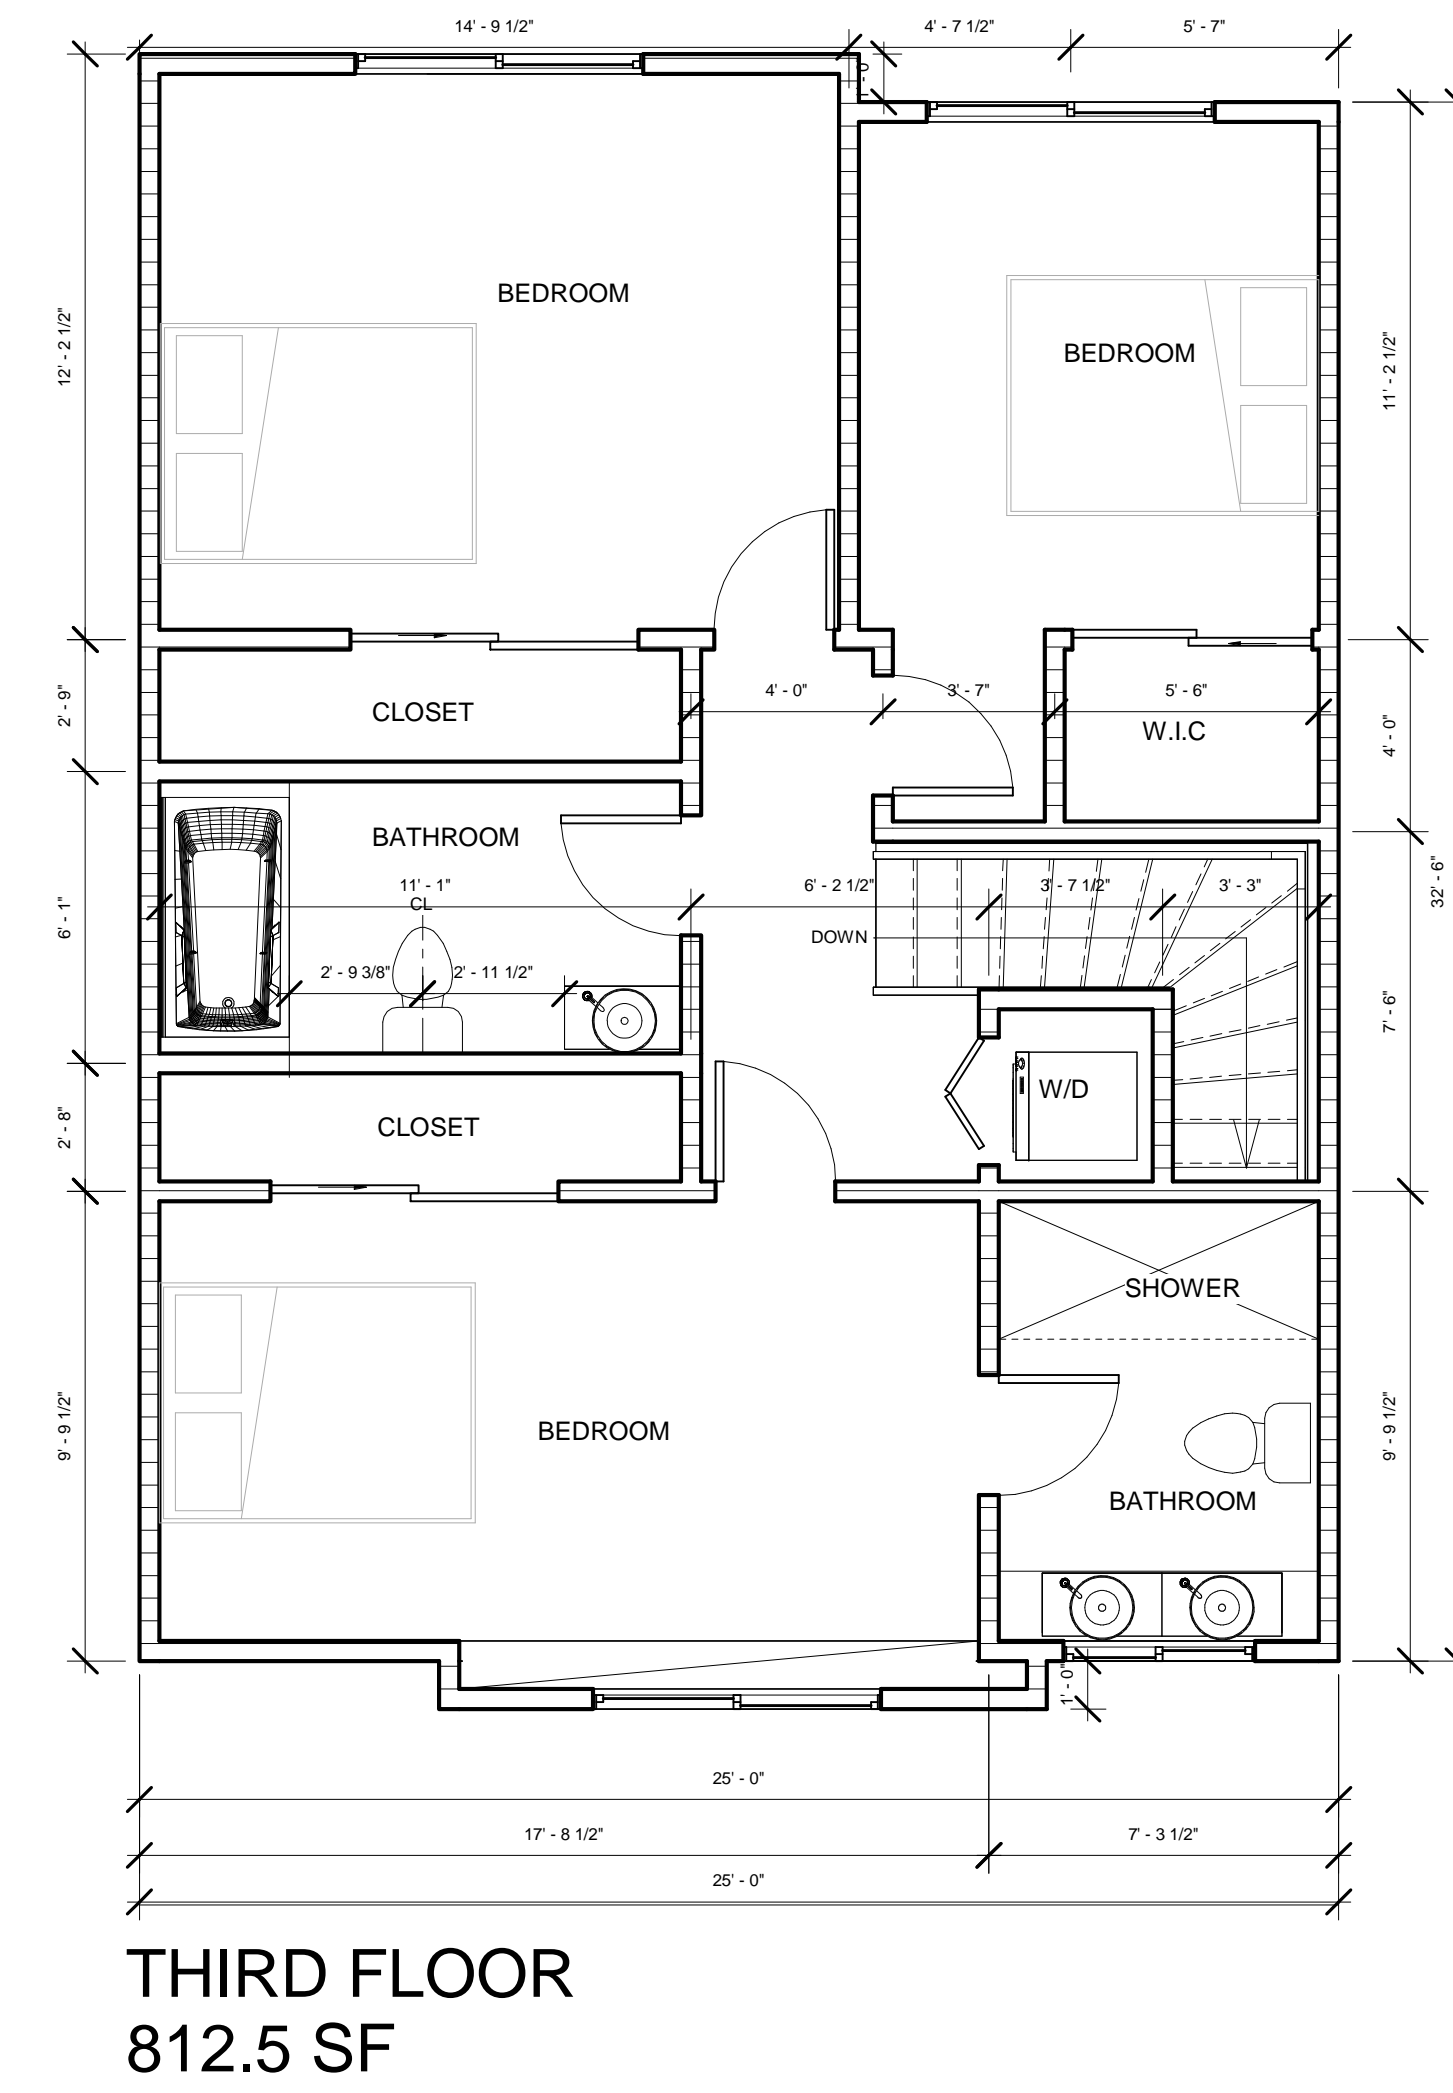 14' - 9 1/2"
4' - 7 1/2"
5' - 7"
1' - 0"
12' - 2 1/2"
BEDROOM
BEDROOM
11' - 2 1/2"
2' - 9"
CLOSET
4' - 0"
3' - 7"
5' - 6"
W.I.C
4' - 0"
BATHROOM
6' - 1"
11' - 1"
CL
6' - 2 1/2"
3' - 7 1/2"
3' - 3"
32' - 6"
DOWN
2' - 9 3/8"
2' - 11 1/2"
7' - 6"
2' - 8"
CLOSET
W/D
SHOWER
9' - 9 1/2"
BEDROOM
9' - 9 1/2"
BATHROOM
1' - 0"
25' - 0"
17' - 8 1/2"
7' - 3 1/2"
25' - 0"
THIRD FLOOR
812.5 SF